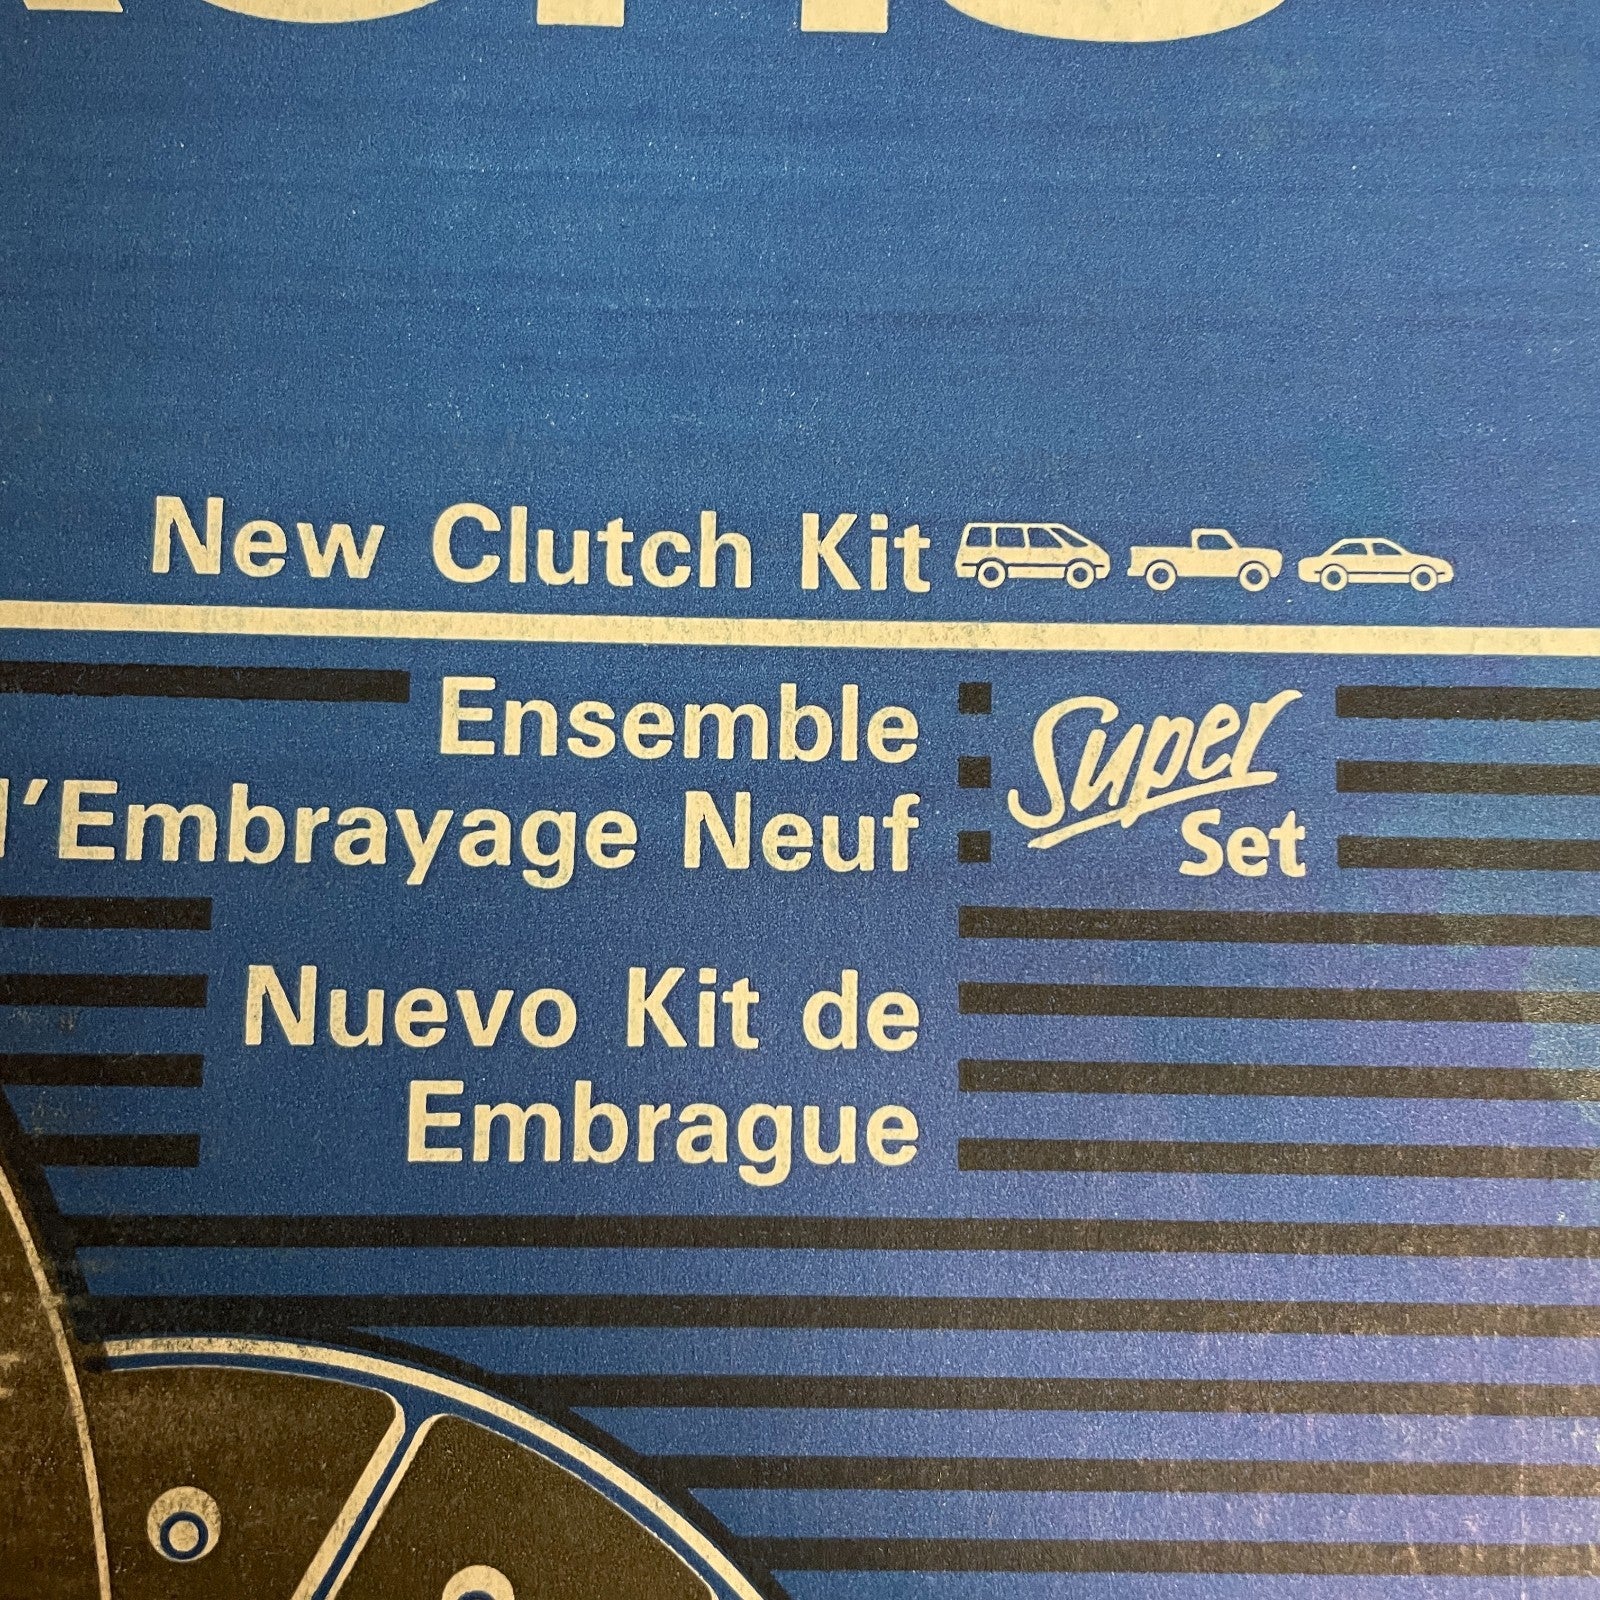 New Clutch Kit
Ensemble
d'Embrayage Neuf
Super
Set
Nuevo Kit de
Embrague